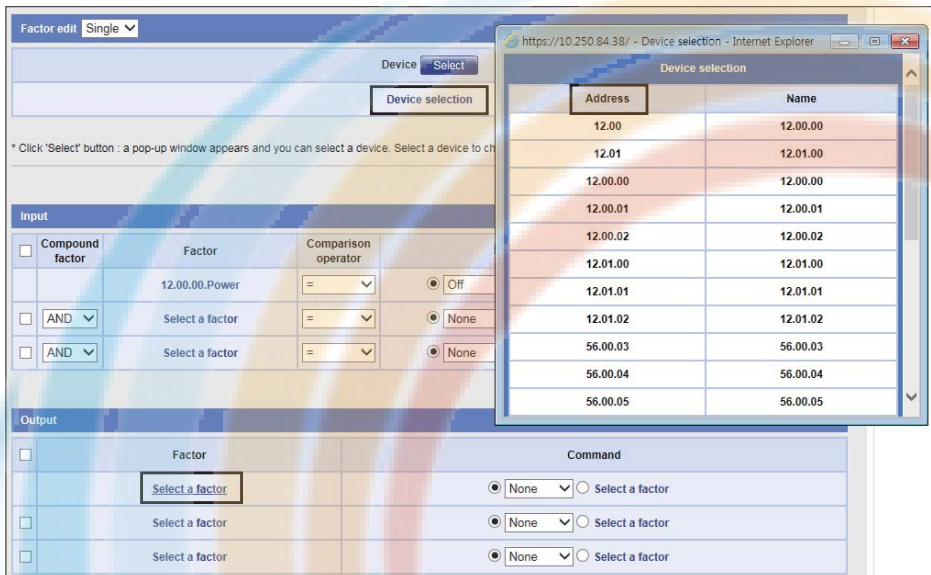 Factor edit Single
Device Select
Device selection
* Click 'Select' button : a pop-up window appears and you can select a device. Select a device to ch
Input
Compound factor Factor Comparison operator
12.00.00.Power = Off
AND Select a factor = None
AND Select a factor = None
Output
Factor Command
Select a factor None Select a factor
Select a factor None Select a factor
Select a factor None Select a factor
https://10.250.84.38/ - Device selection - Internet Explorer
Device selection
Address Name
12.00 12.00.00
12.01 12.01.00
12.00.00 12.00.00
12.00.01 12.00.01
12.00.02 12.00.02
12.01.00 12.01.00
12.01.01 12.01.01
12.01.02 12.01.02
56.00.03 56.00.03
56.00.04 56.00.04
56.00.05 56.00.05